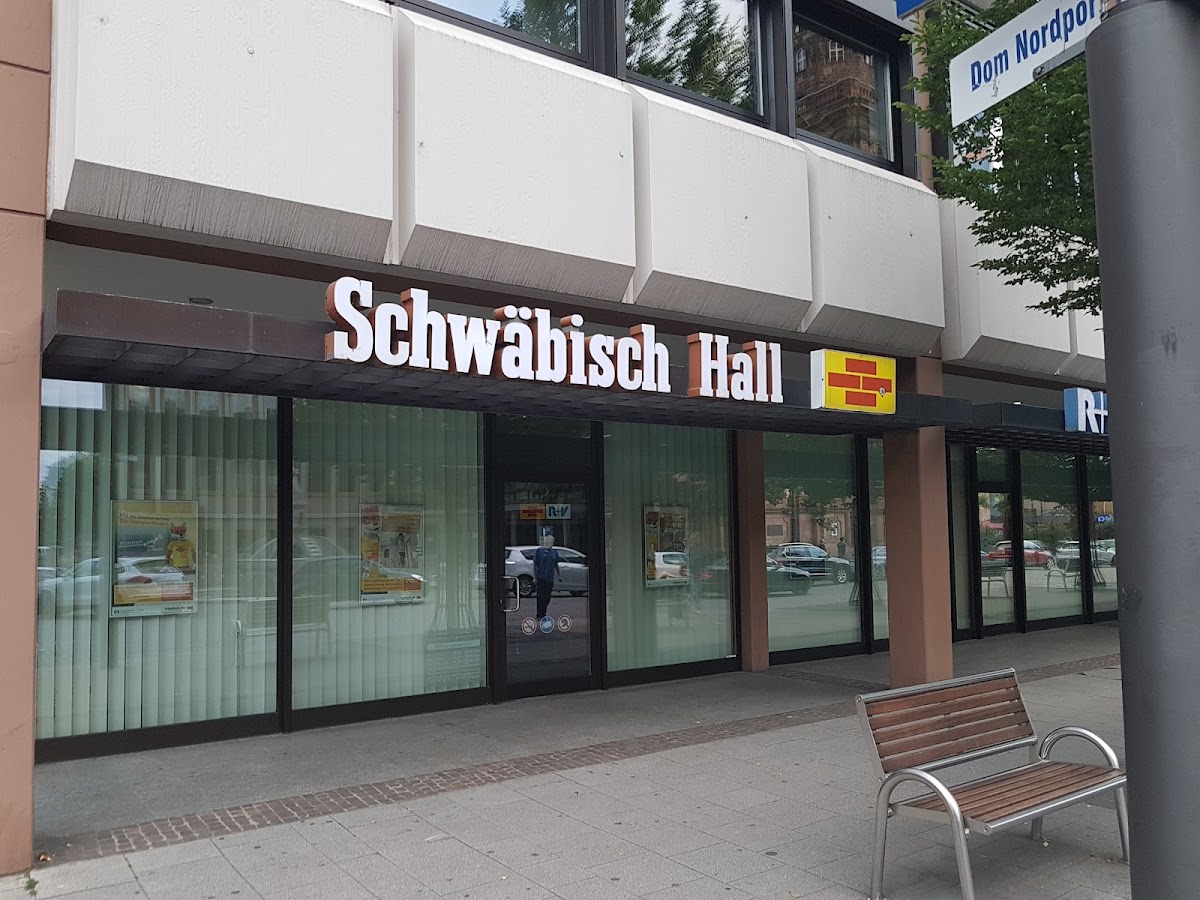 Dom Nordpor
Schwäbisch Hall
R+
R+V